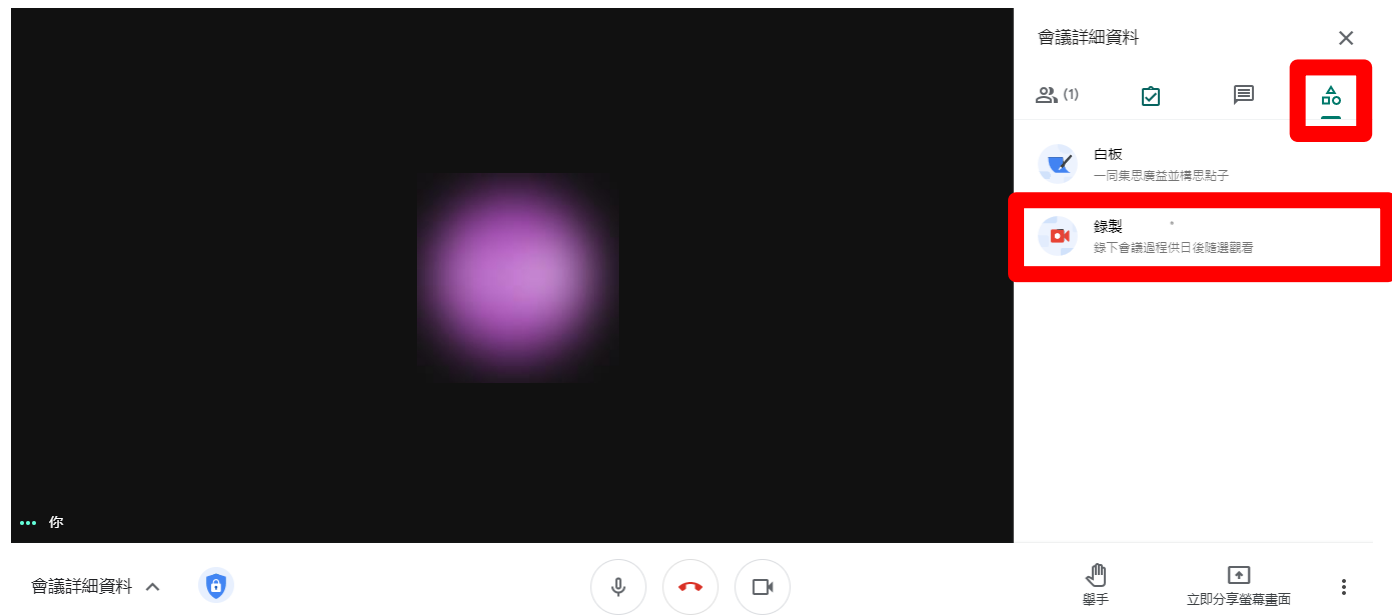 會議詳細資料
(1)
白板
一同集思廣益並構思點子
錄製
錄下會議過程供日後隨選觀看
你
會議詳細資料
舉手
立即分享螢幕畫面